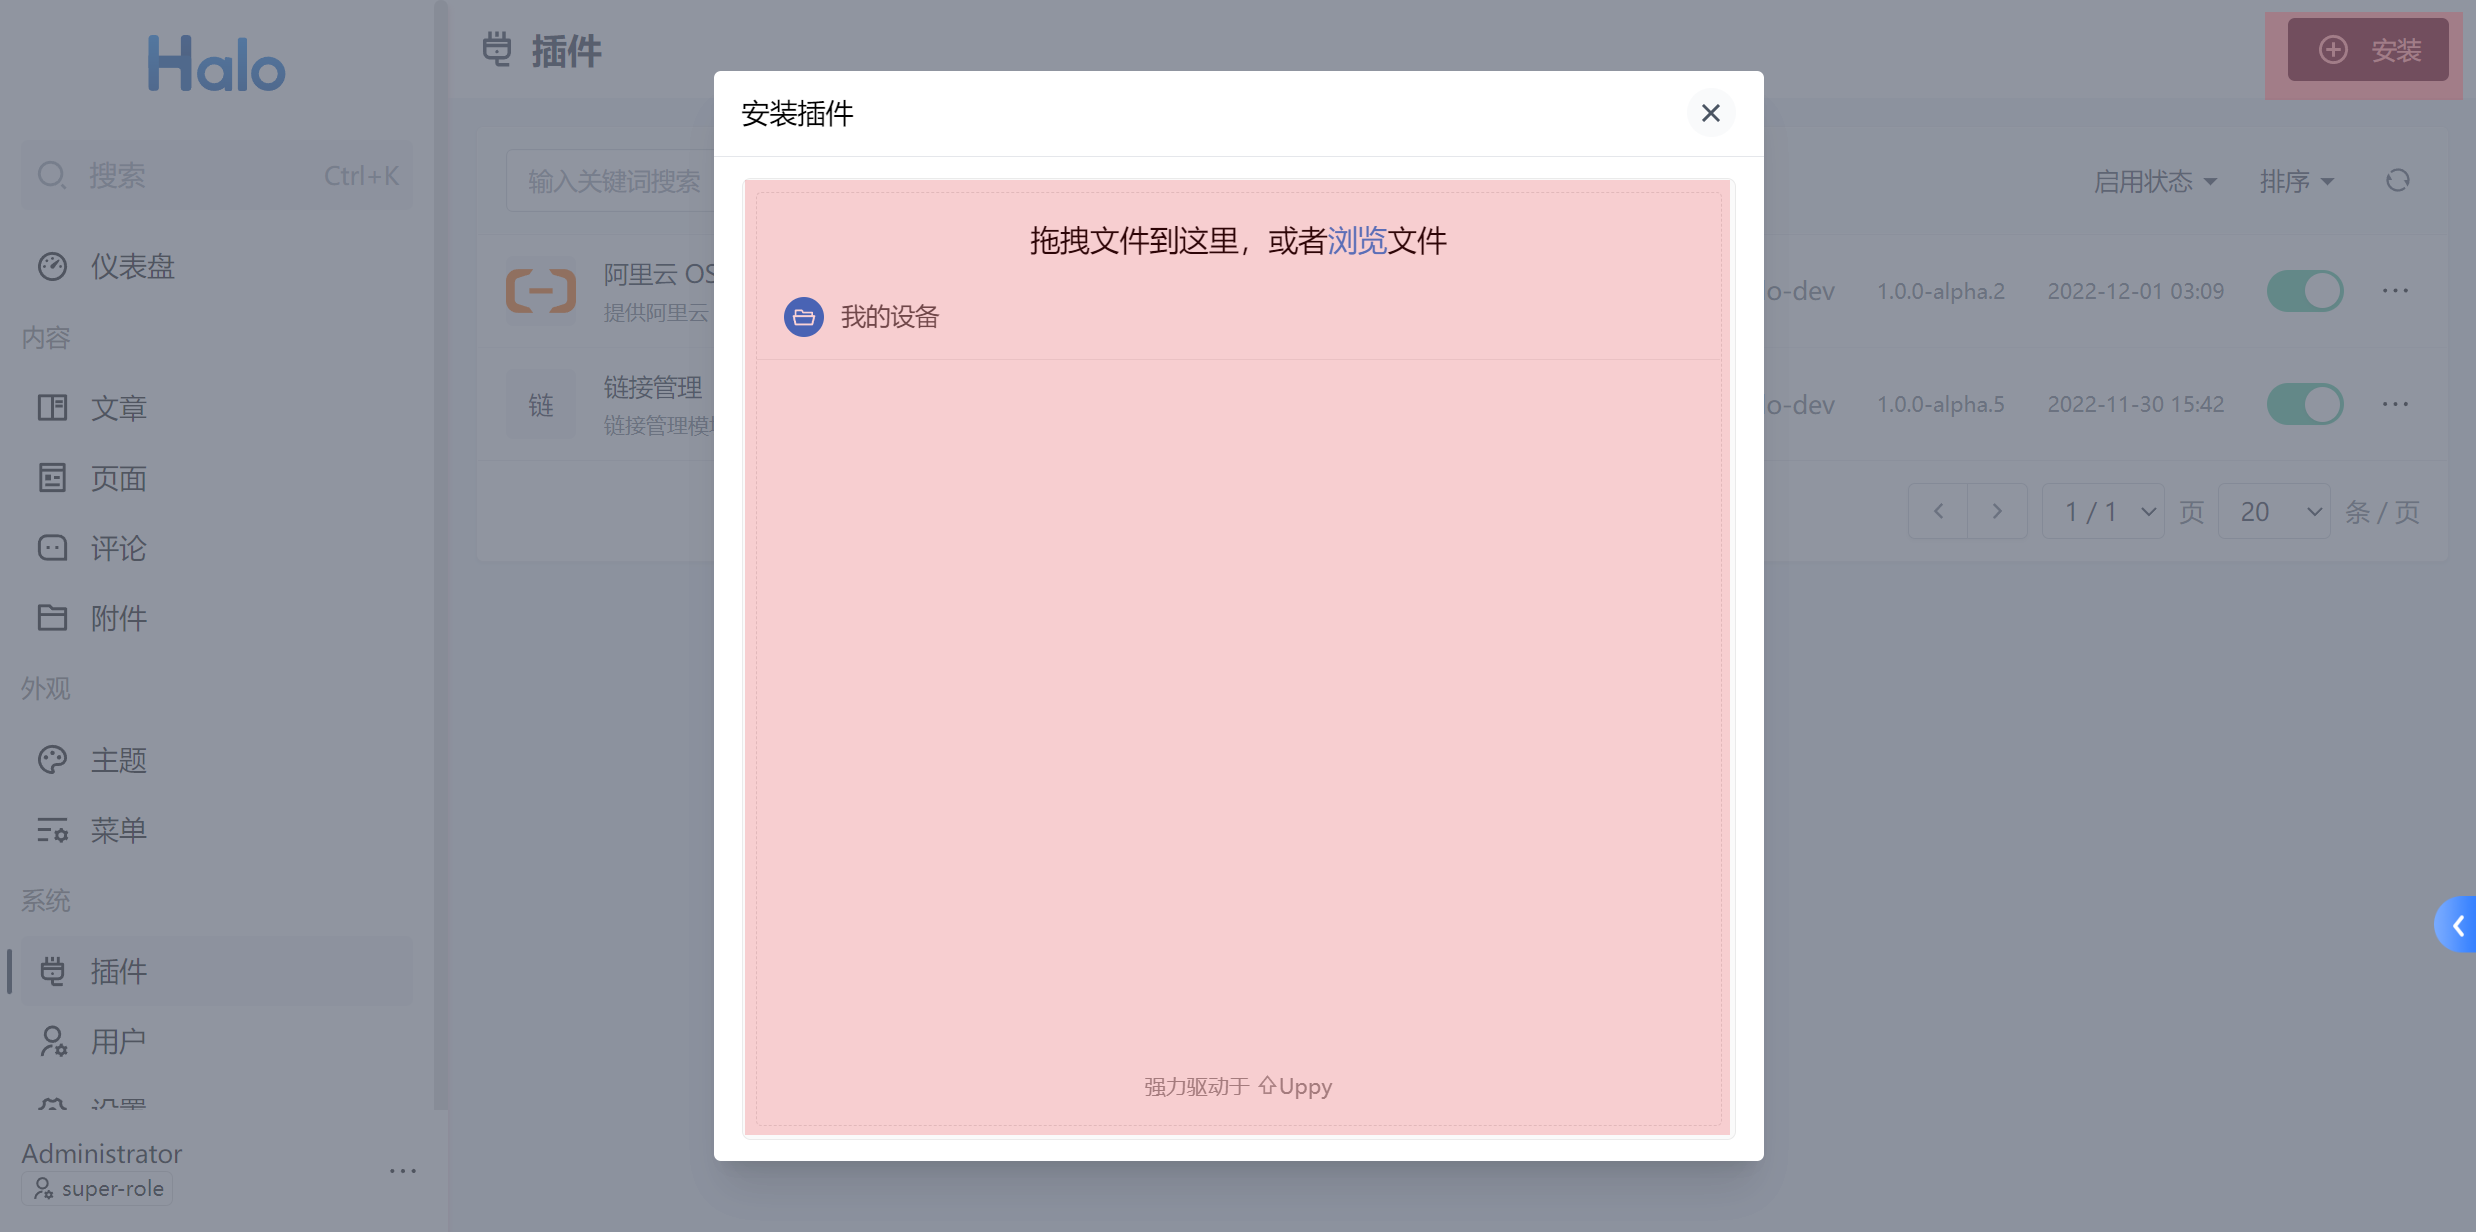 Halo
搜索 Ctrl+K
仪表盘
内容
文章
页面
评论
附件
外观
主题
菜单
系统
插件
用户
设置
Administrator
super-role
插件
安装
输入关键词搜索
启用状态 排序
阿里云 OS
提供阿里云
o-dev 1.0.0-alpha.2 2022-12-01 03:09
链
链接管理
链接管理模
o-dev 1.0.0-alpha.5 2022-11-30 15:42
1 / 1 页 20 条 / 页
安装插件
拖拽文件到这里，或者浏览文件
我的设备
强力驱动于 Uppy